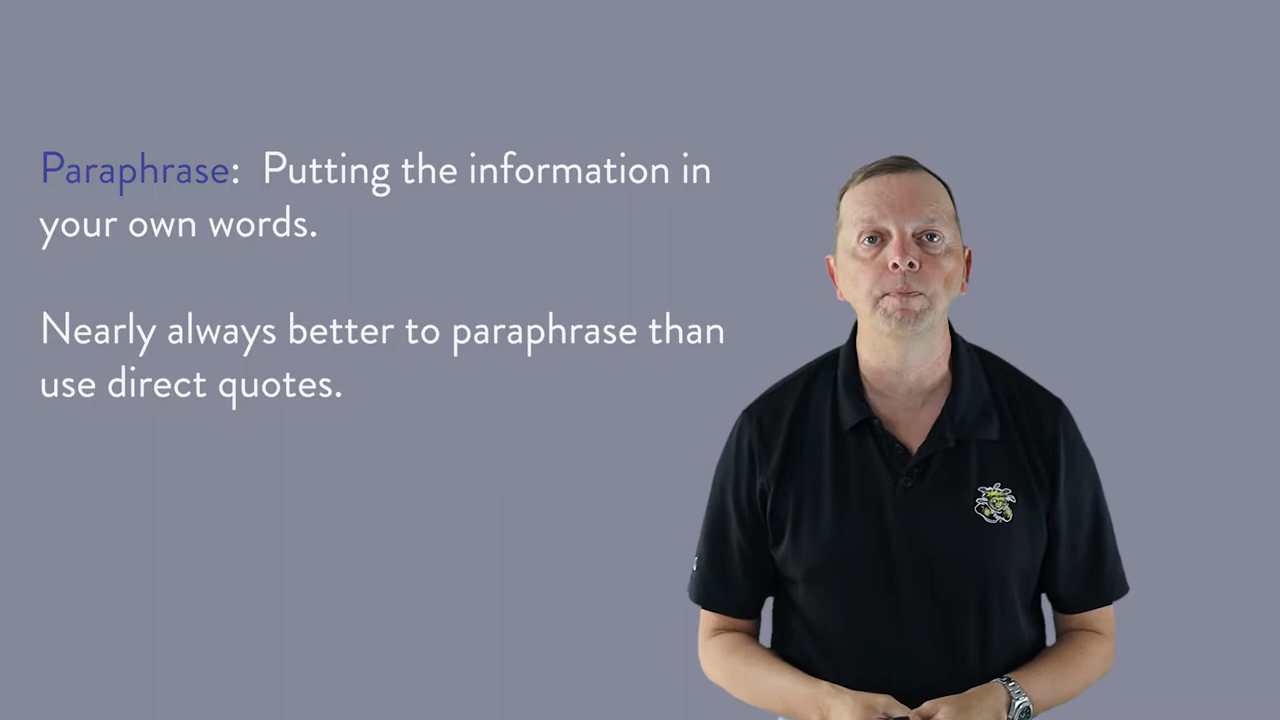 Paraphrase: Putting the information in
your own words.
Nearly always better to paraphrase than
use direct quotes.